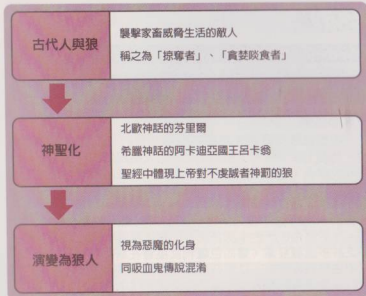 古代人與狼
襲擊家畜威脅生活的敵人
稱之為「掠奪者」、「貪婪啖食者」
神聖化
北歐神話的芬里爾
希臘神話的阿卡迪亞國王呂卡翁
聖經中體現上帝對不虔誠者神罰的狼
演變為狼人
視為惡魔的化身
同吸血鬼傳說混淆